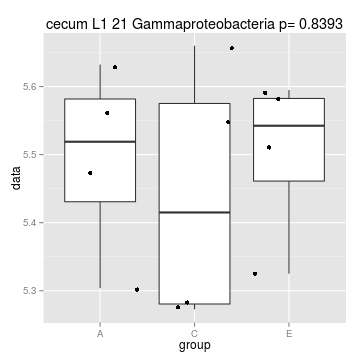 cecum L1 21 Gammaproteobacteria p= 0.8393
data
5.6
5.5
5.4
5.3
A
C
E
group